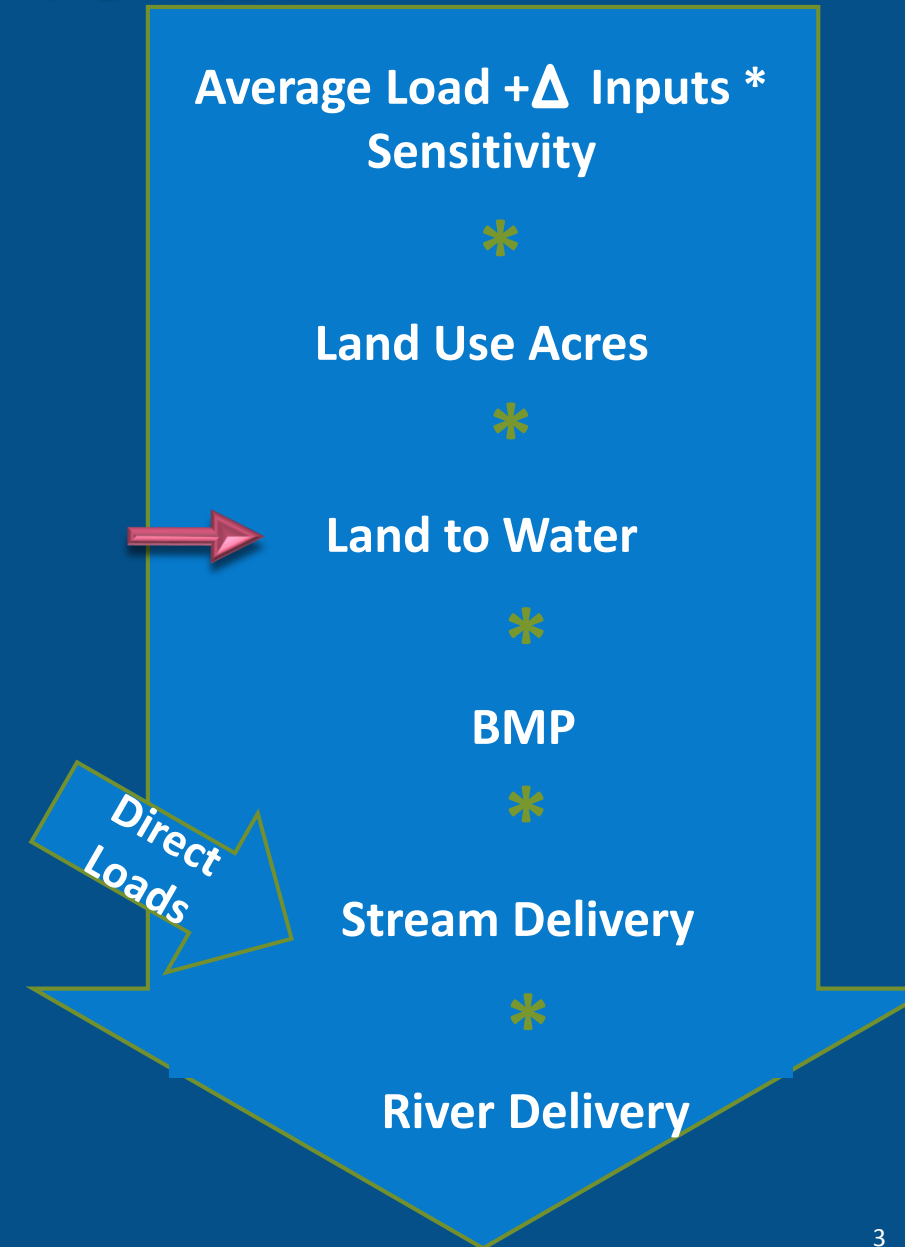 Average Load +Δ Inputs *
Sensitivity
*
Land Use Acres
*
Land to Water
*
BMP
*
Direct
Loads
Stream Delivery
*
River Delivery
3